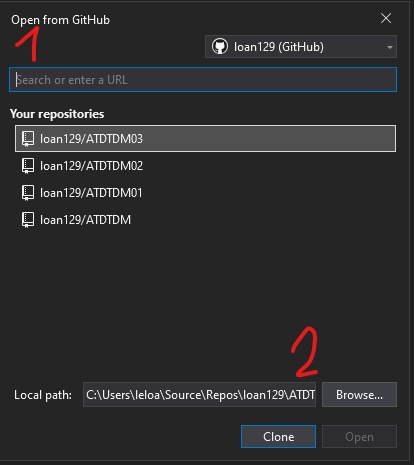 Open from GitHub
1
loan129 (GitHub)
Search or enter a URL
Your repositories
loan129/ATDTDM03
loan129/ATDTDM02
loan129/ATDTDM01
loan129/ATDTDM
2
Local path: C:\Users\leloa\Source\Repos\loan129\ATDT Browse...
Clone Open